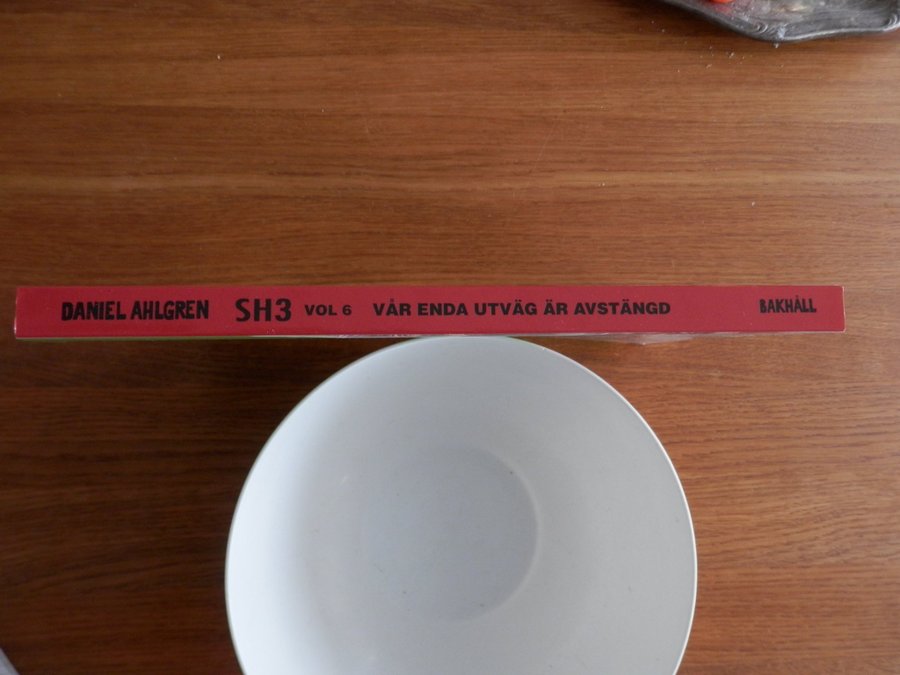 DANIEL AHLGREN SH3 VOL 6 VÅR ENDA UTVÄG ÄR AVSTÄNGD BAKHÅLL